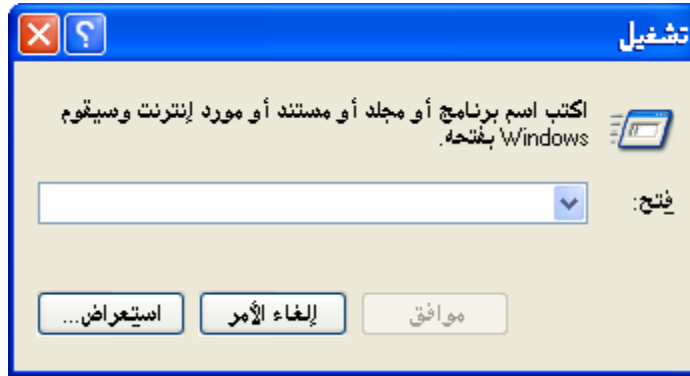 تشغيل
اكتب اسم برنامج أو مجلد أو مستند أو مورد إنترنت وسيقوم
Windows بفتحه.
فتح:
موافق
إلغاء الأمر
استعراض...